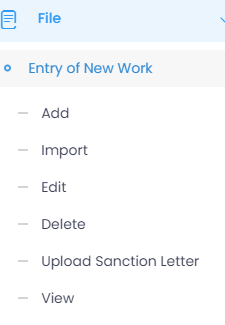 File
Entry of New Work
Add
Import
Edit
Delete
Upload Sanction Letter
View